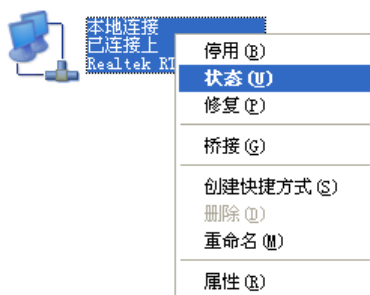 本地连接
已连接上
Realtek RT
停用(B)
状态(U)
修复(P)
桥接(G)
创建快捷方式(S)
删除(D)
重命名(M)
属性(R)